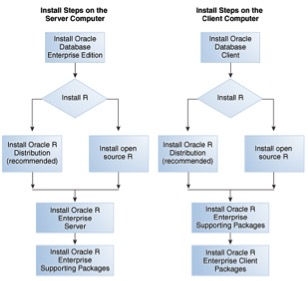 Install Steps on the
Server Computer
Install Oracle
Database
Enterprise Edition
Install R
Install Oracle R
Distribution
(recommended)
Install open
source R
Install Oracle R
Enterprise
Server
Install Oracle R
Enterprise
Supporting Packages
Install Steps on the
Client Computer
Install Oracle
Database
Client
Install R
Install Oracle R
Distribution
(recommended)
Install open
source R
Install Oracle R
Enterprise
Supporting Packages
Install Oracle R
Enterprise Client
Packages